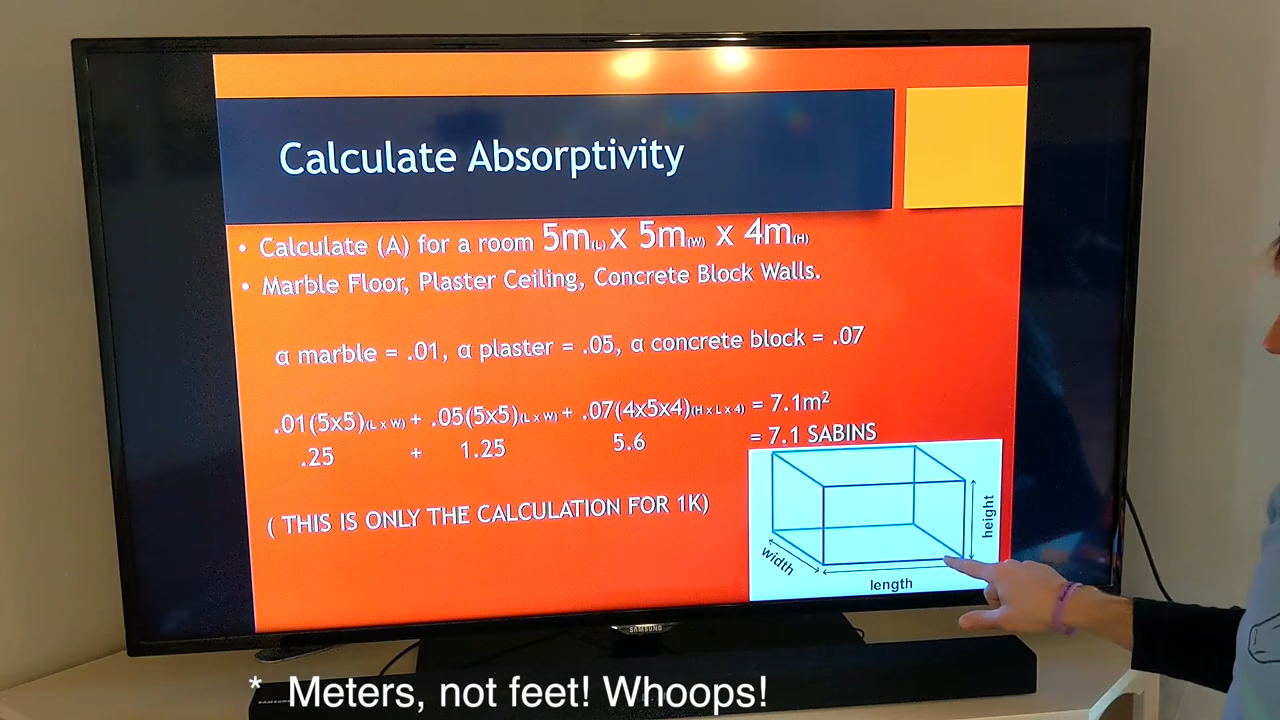 Calculate Absorptivity
• Calculate (A) for a room 5m(L) x 5m(W) x 4m(H)
• Marble Floor, Plaster Ceiling, Concrete Block Walls.
α marble = .01, α plaster = .05, α concrete block = .07
.01(5x5)(L x W) + .05(5x5)(L x W) + .07(4x5x4)(H x L x 4) = 7.1m²
.25 + 1.25 5.6 = 7.1 SABINS
( THIS IS ONLY THE CALCULATION FOR 1K)
height
width
length
SAMSUNG
SAMSUNG
* Meters, not feet! Whoops!